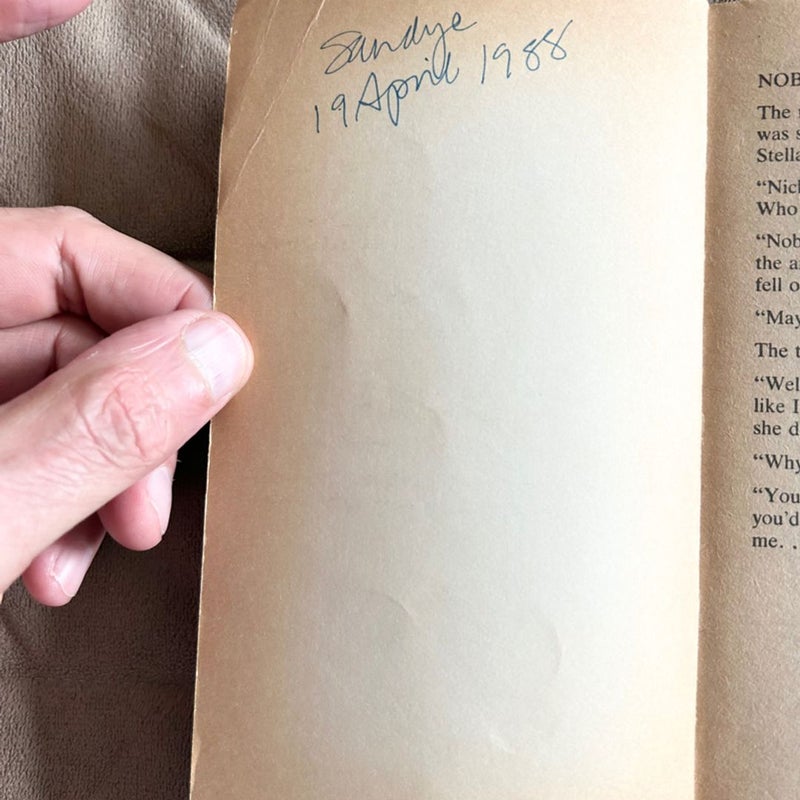 Sandye
19 April 1988
NOB
The
was s
Stella
“Nich
Who
“Nob
the a
fell o
“May
The t
“Wel
like I
she d
“Why
“You
you'd
me. .